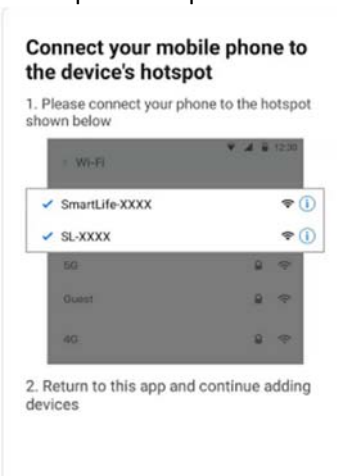 Connect your mobile phone to
the device's hotspot
1. Please connect your phone to the hotspot
shown below
12:30
Wi-Fi
SmartLife-XXXX
SL-XXXX
5G
Guest
4G
2. Return to this app and continue adding
devices